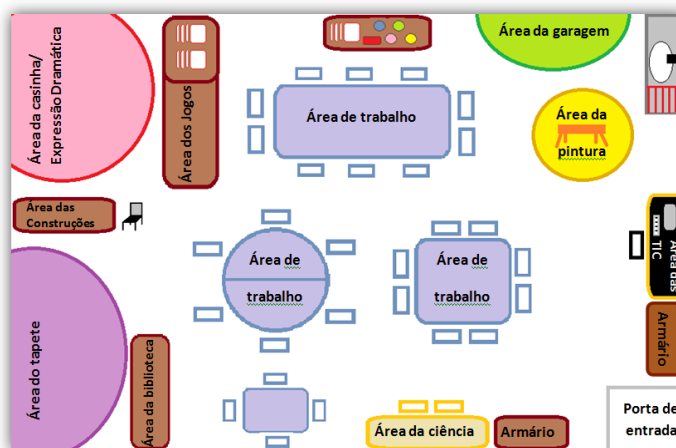 Área da casinha/
Expressão Dramática
Área dos Jogos
Área de trabalho
Área da garagem
Área da
pintura
Área das
Construções
Área de
trabalho
Área de
trabalho
Área das
TIC
Armário
Área do tapete
Área da biblioteca
Área da ciência
Armário
Porta de
entrada